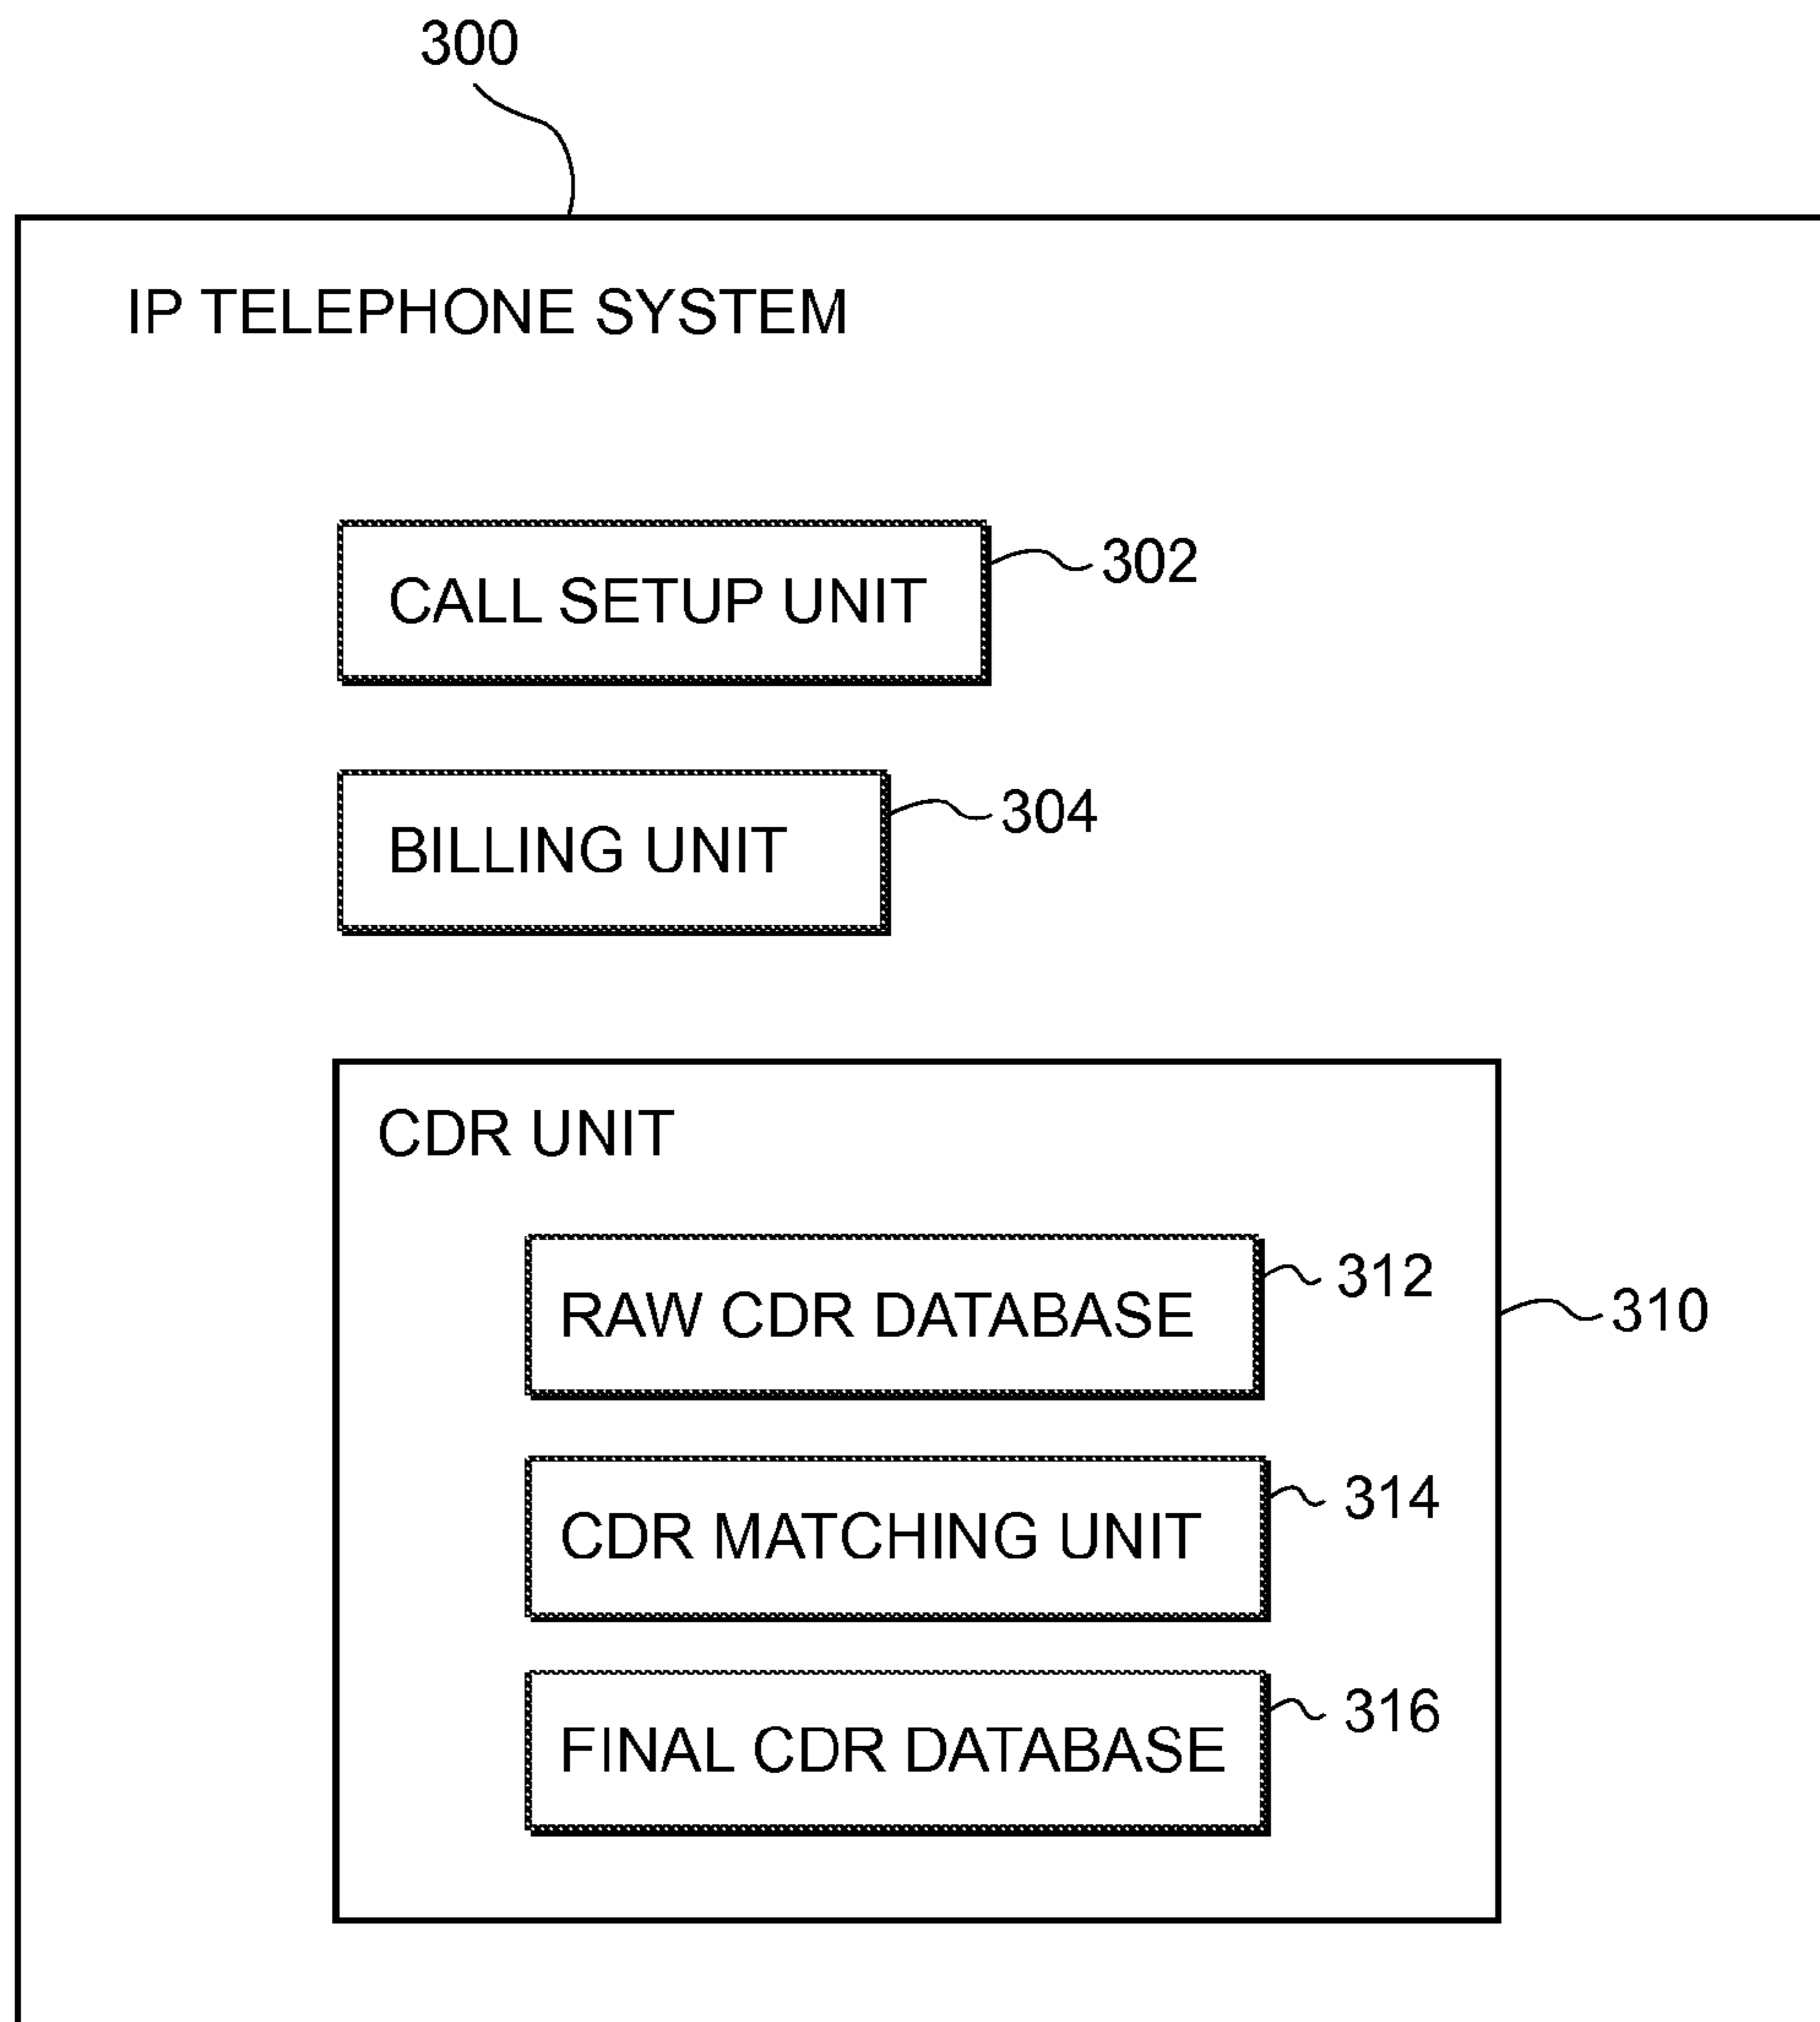 300
IP TELEPHONE SYSTEM
CALL SETUP UNIT
302
BILLING UNIT
304
CDR UNIT
RAW CDR DATABASE
312
310
CDR MATCHING UNIT
314
FINAL CDR DATABASE
316